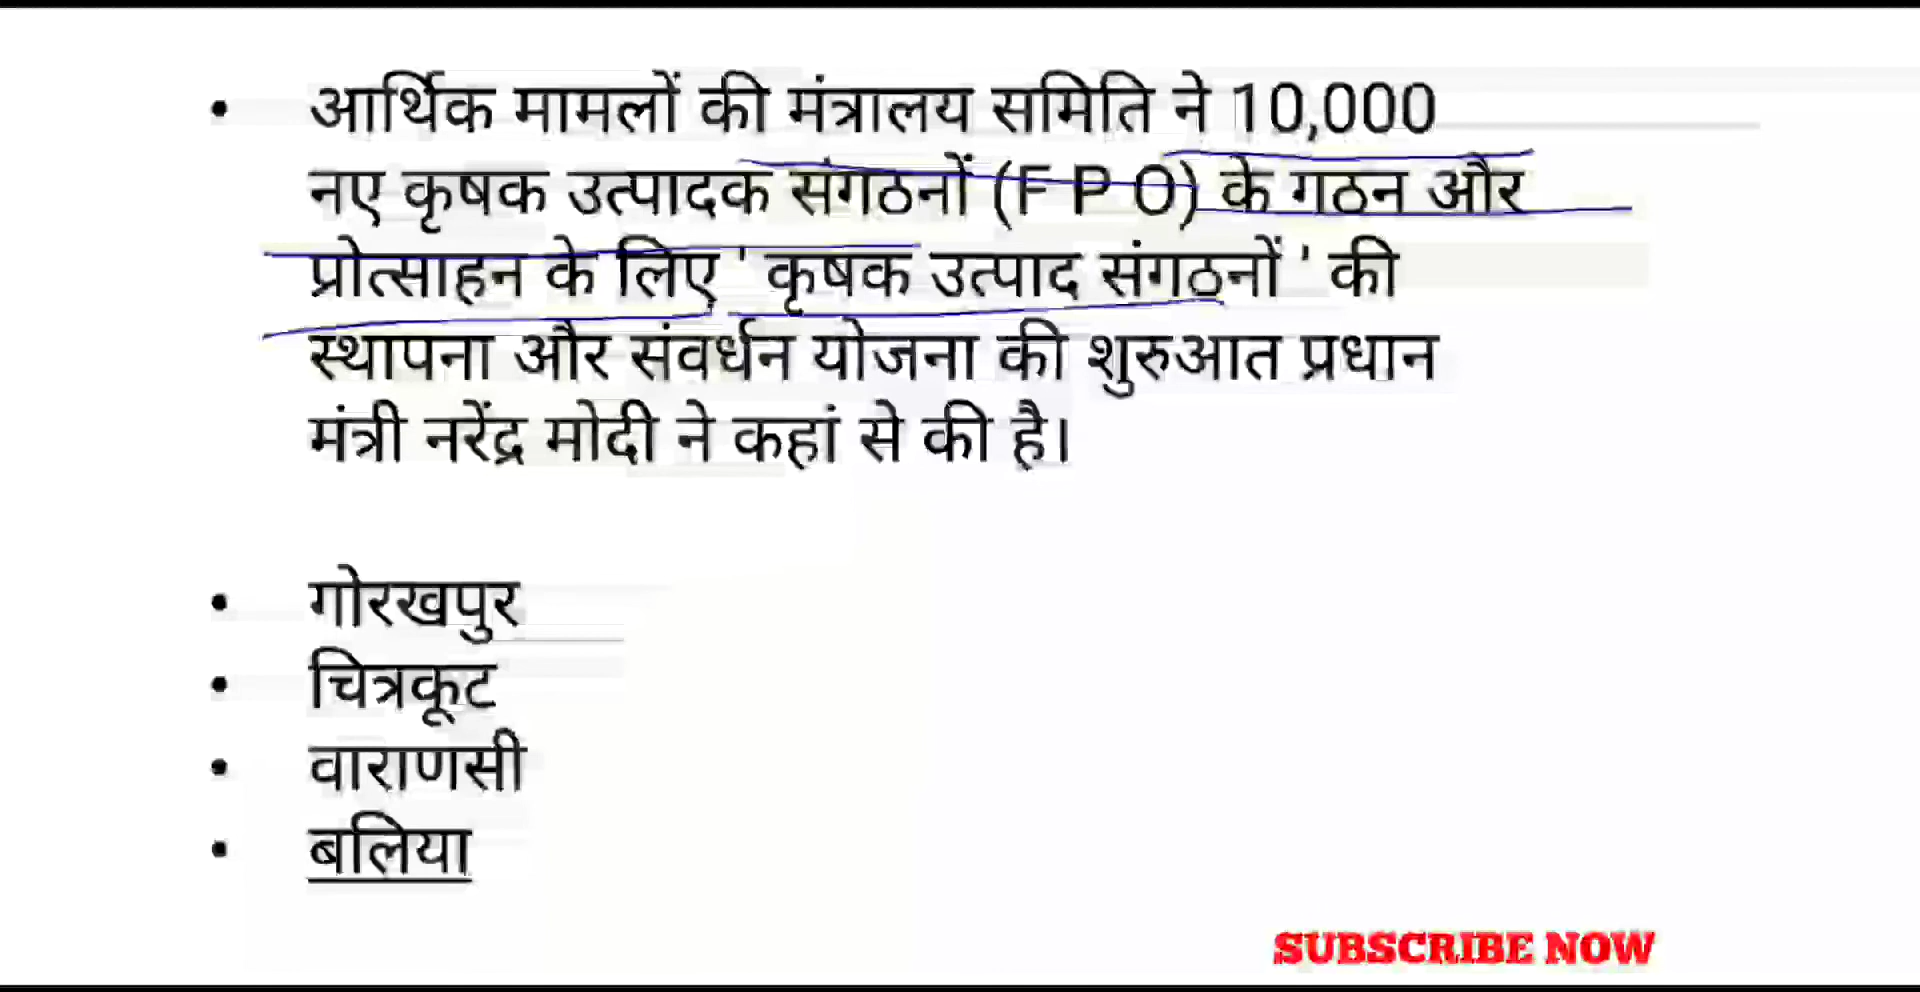 • आर्थिक मामलों की मंत्रालय समिति ने 10,000
नए कृषक उत्पादक संगठनों (F P O) के गठन और
प्रोत्साहन के लिए ' कृषक उत्पाद संगठनों ' की
स्थापना और संवर्धन योजना की शुरुआत प्रधान
मंत्री नरेंद्र मोदी ने कहां से की है।
• गोरखपुर
• चित्रकूट
• वाराणसी
• बलिया
SUBSCRIBE NOW